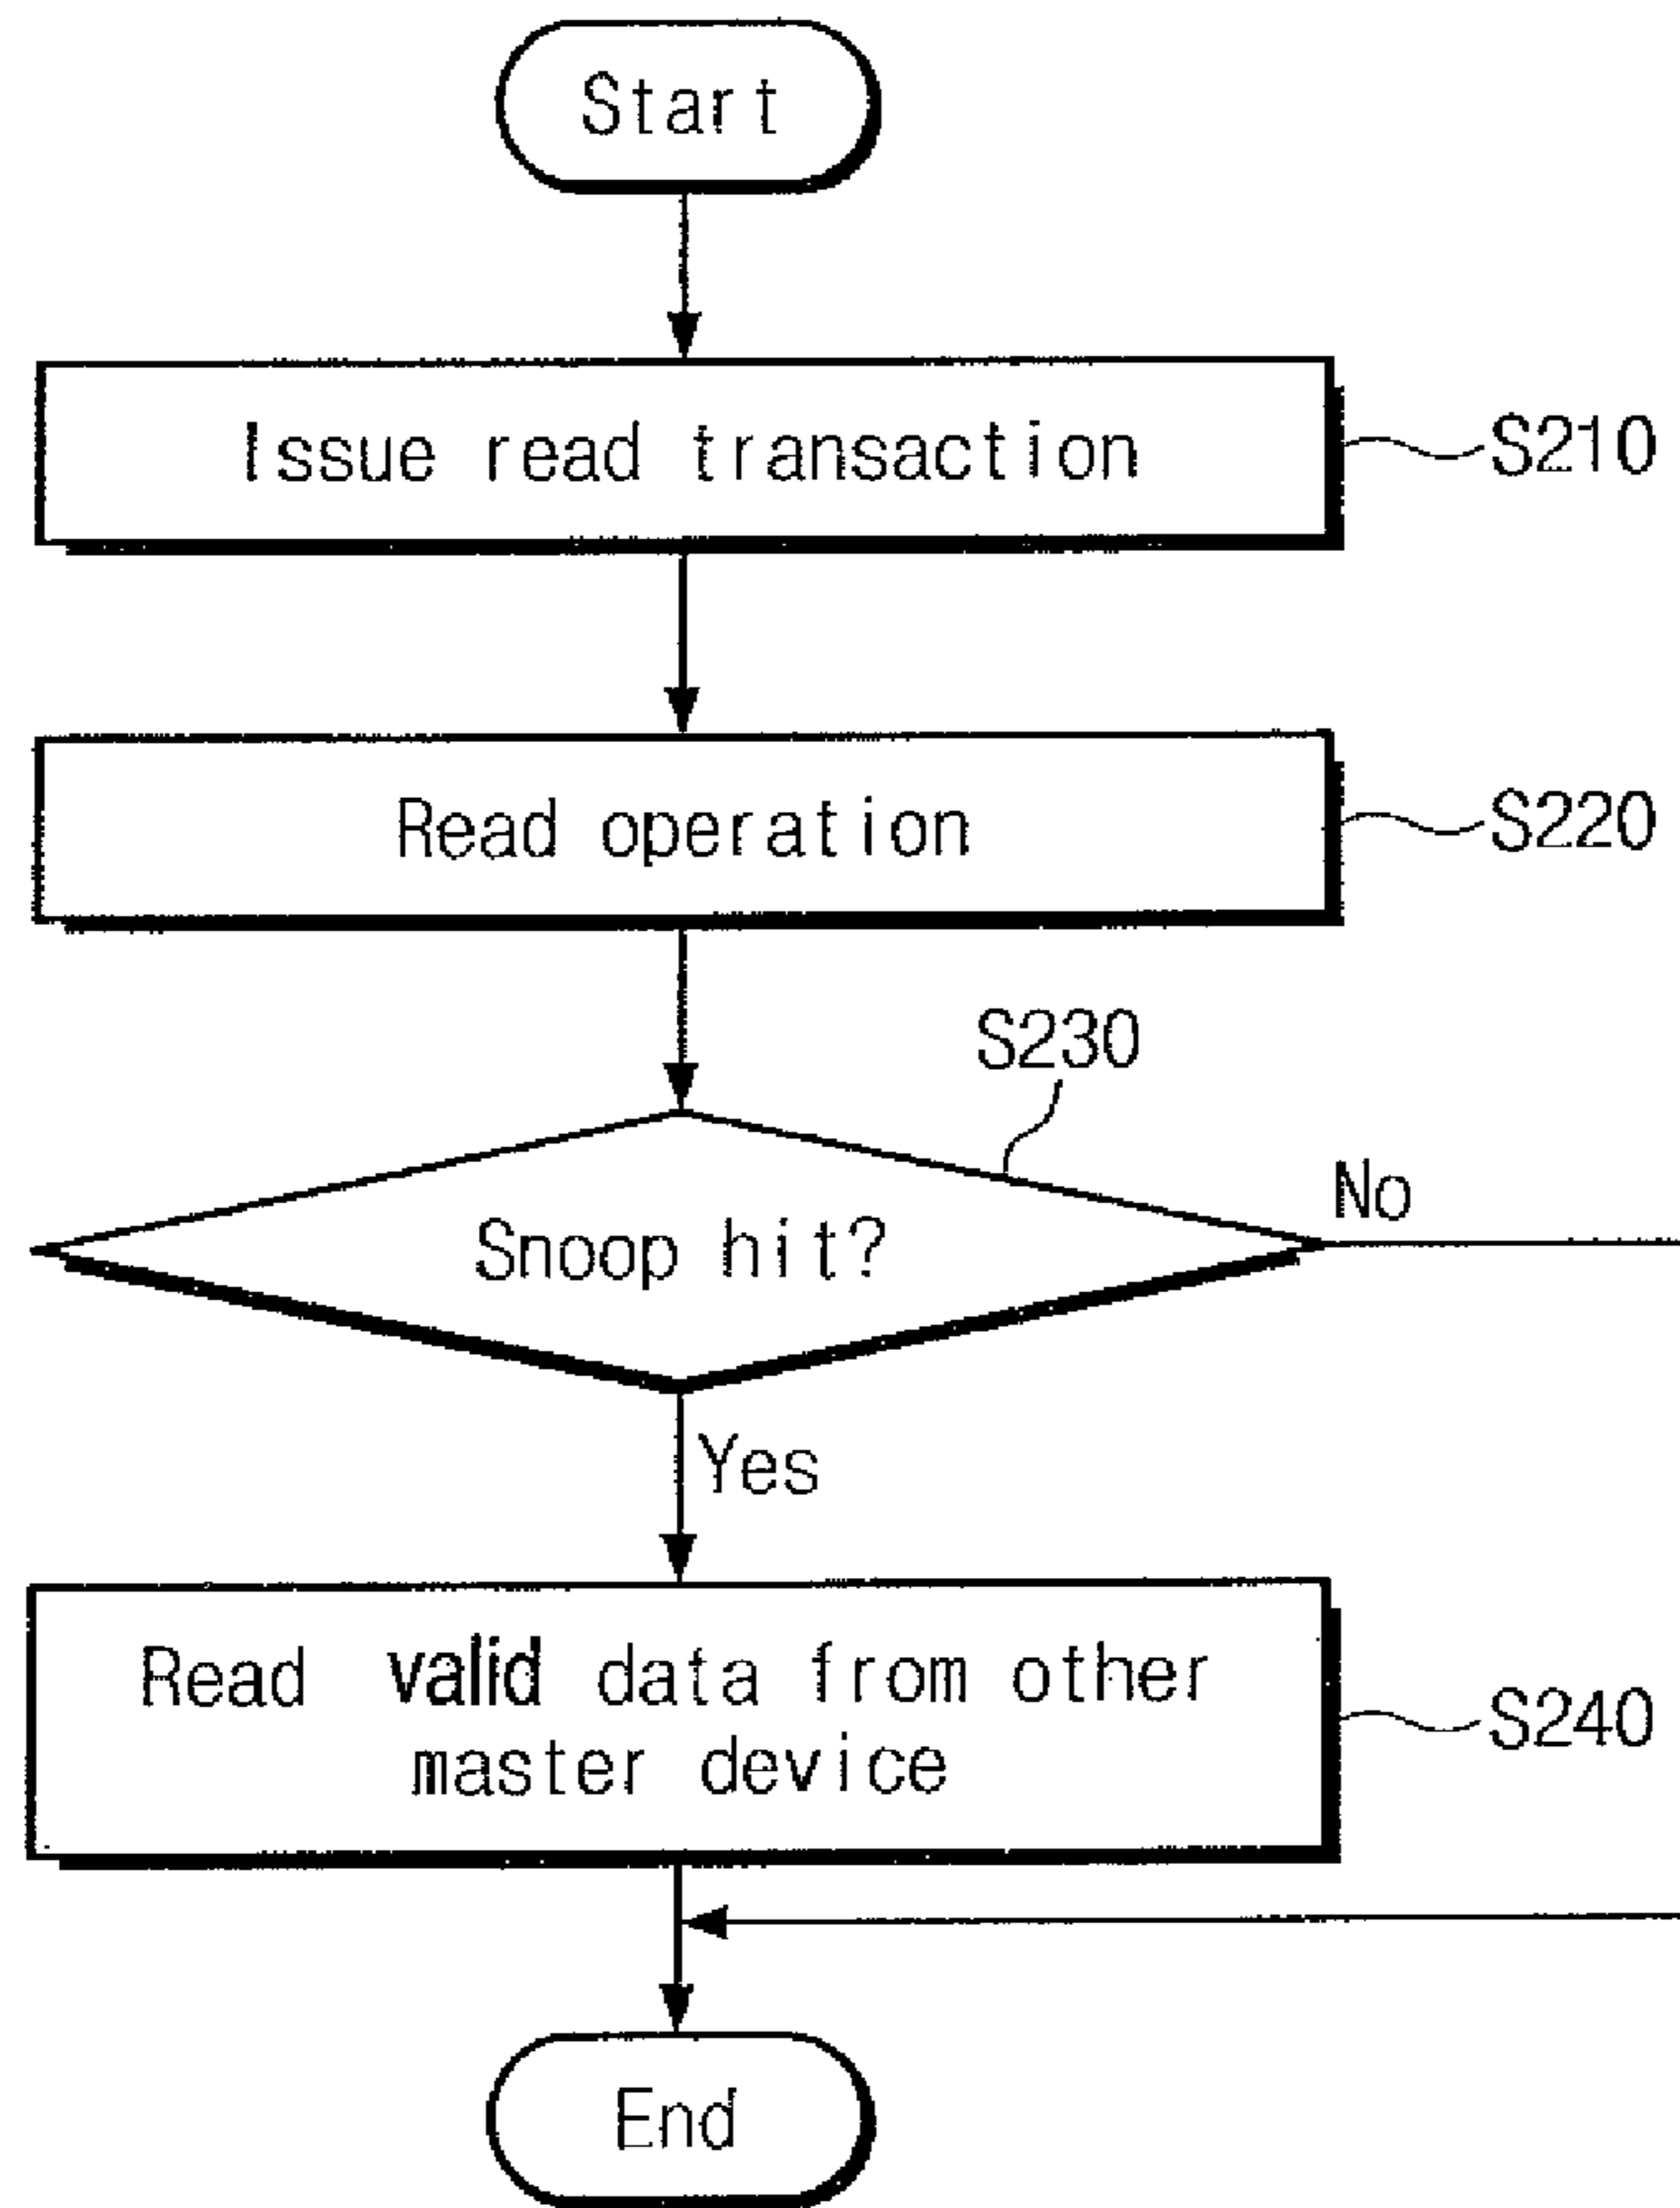 Start
Issue read transaction
S210
Read operation
S220
S230
Snoop hit?
No
Yes
Read valid data from other
master device
S240
End